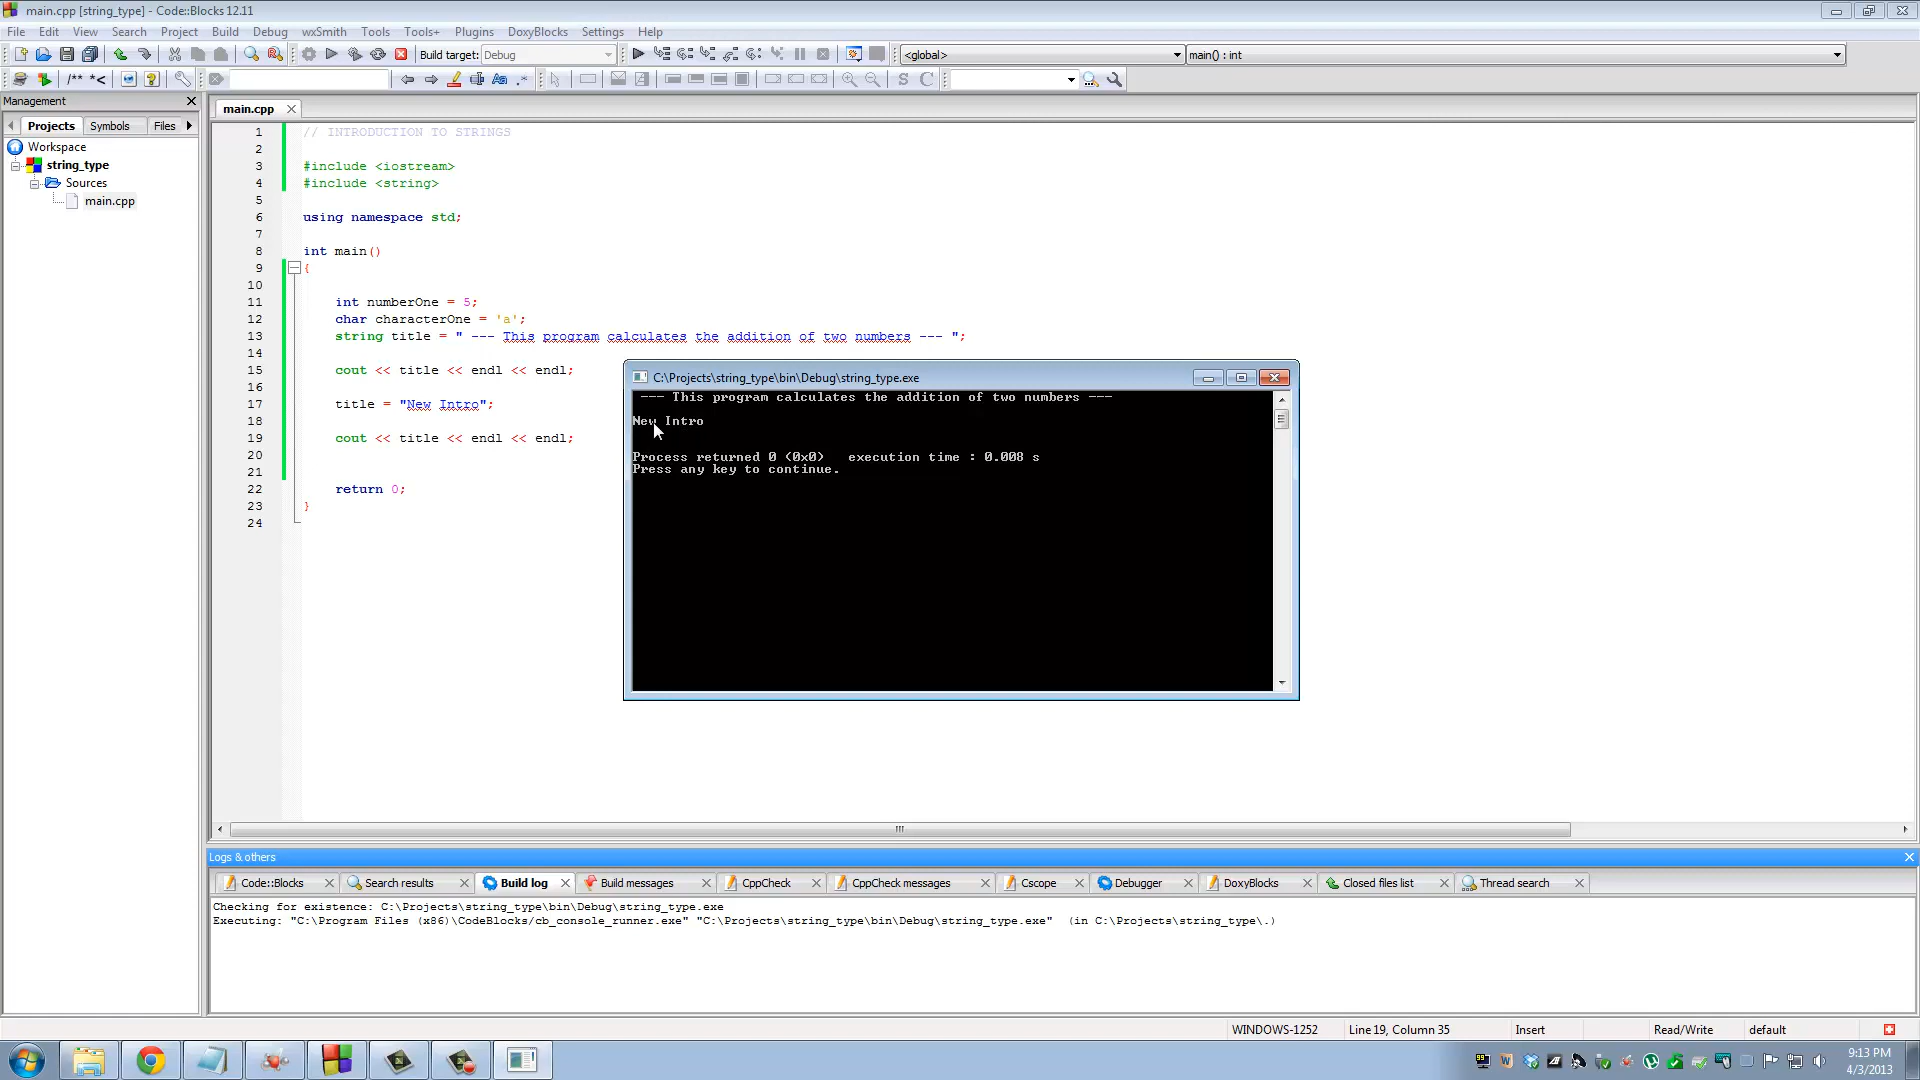 main.cpp [string_type] - Code::Blocks 12.11
File Edit View Search Project Build Debug wxSmith Tools Tools+ Plugins DoxyBlocks Settings Help
Build target: Debug <global> main() : int
/** *< Aa .* S C
Management
Projects Symbols Files
main.cpp
Workspace
string_type
Sources
main.cpp
1 // INTRODUCTION TO STRINGS
2
3 #include <iostream>
4 #include <string>
5
6 using namespace std;
7
8 int main()
9 {
10
11 int numberOne = 5;
12 char characterOne = 'a';
13 string title = " --- This program calculates the addition of two numbers --- ";
14
15 cout << title << endl << endl;
16
17 title = "New Intro";
18
19 cout << title << endl << endl;
20
21
22 return 0;
23 }
24
C:\Projects\string_type\bin\Debug\string_type.exe
--- This program calculates the addition of two numbers ---
New Intro
Process returned 0 (0x0) execution time : 0.008 s
Press any key to continue.
Logs & others
Code::Blocks Search results Build log Build messages CppCheck CppCheck messages Cscope Debugger DoxyBlocks Closed files list Thread search
Checking for existence: C:\Projects\string_type\bin\Debug\string_type.exe
Executing: "C:\Program Files (x86)\CodeBlocks/cb_console_runner.exe" "C:\Projects\string_type\bin\Debug\string_type.exe" (in C:\Projects\string_type\.)
WINDOWS-1252 Line 19, Column 35 Insert Read/Write default
9:13 PM
4/3/2013